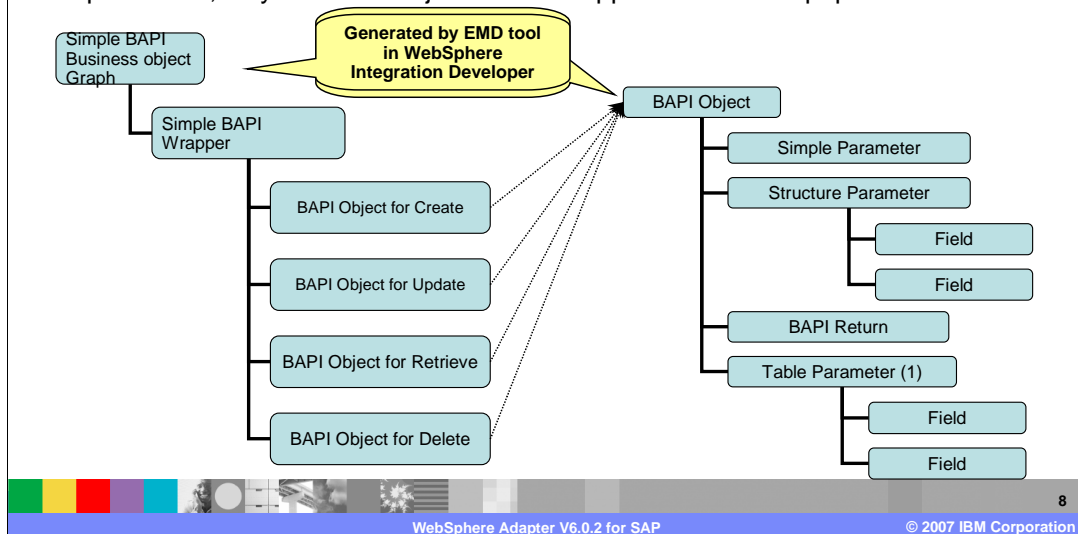 Simple BAPI
Business object
Graph
Generated by EMD tool
in WebSphere
Integration Developer
Simple BAPI
Wrapper
BAPI Object for Create
BAPI Object for Update
BAPI Object for Retrieve
BAPI Object for Delete
BAPI Object
Simple Parameter
Structure Parameter
Field
Field
BAPI Return
Table Parameter (1)
Field
Field
8
WebSphere Adapter V6.0.2 for SAP
© 2007 IBM Corporation